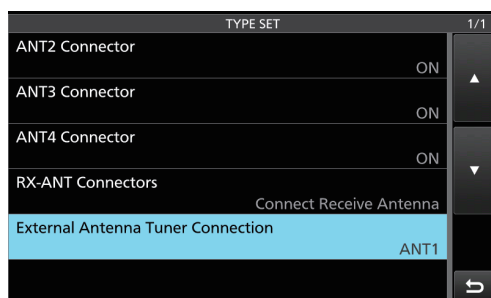 TYPE SET 1/1
ANT2 Connector
ON
ANT3 Connector
ON
ANT4 Connector
ON
RX-ANT Connectors
Connect Receive Antenna
External Antenna Tuner Connection
ANT1